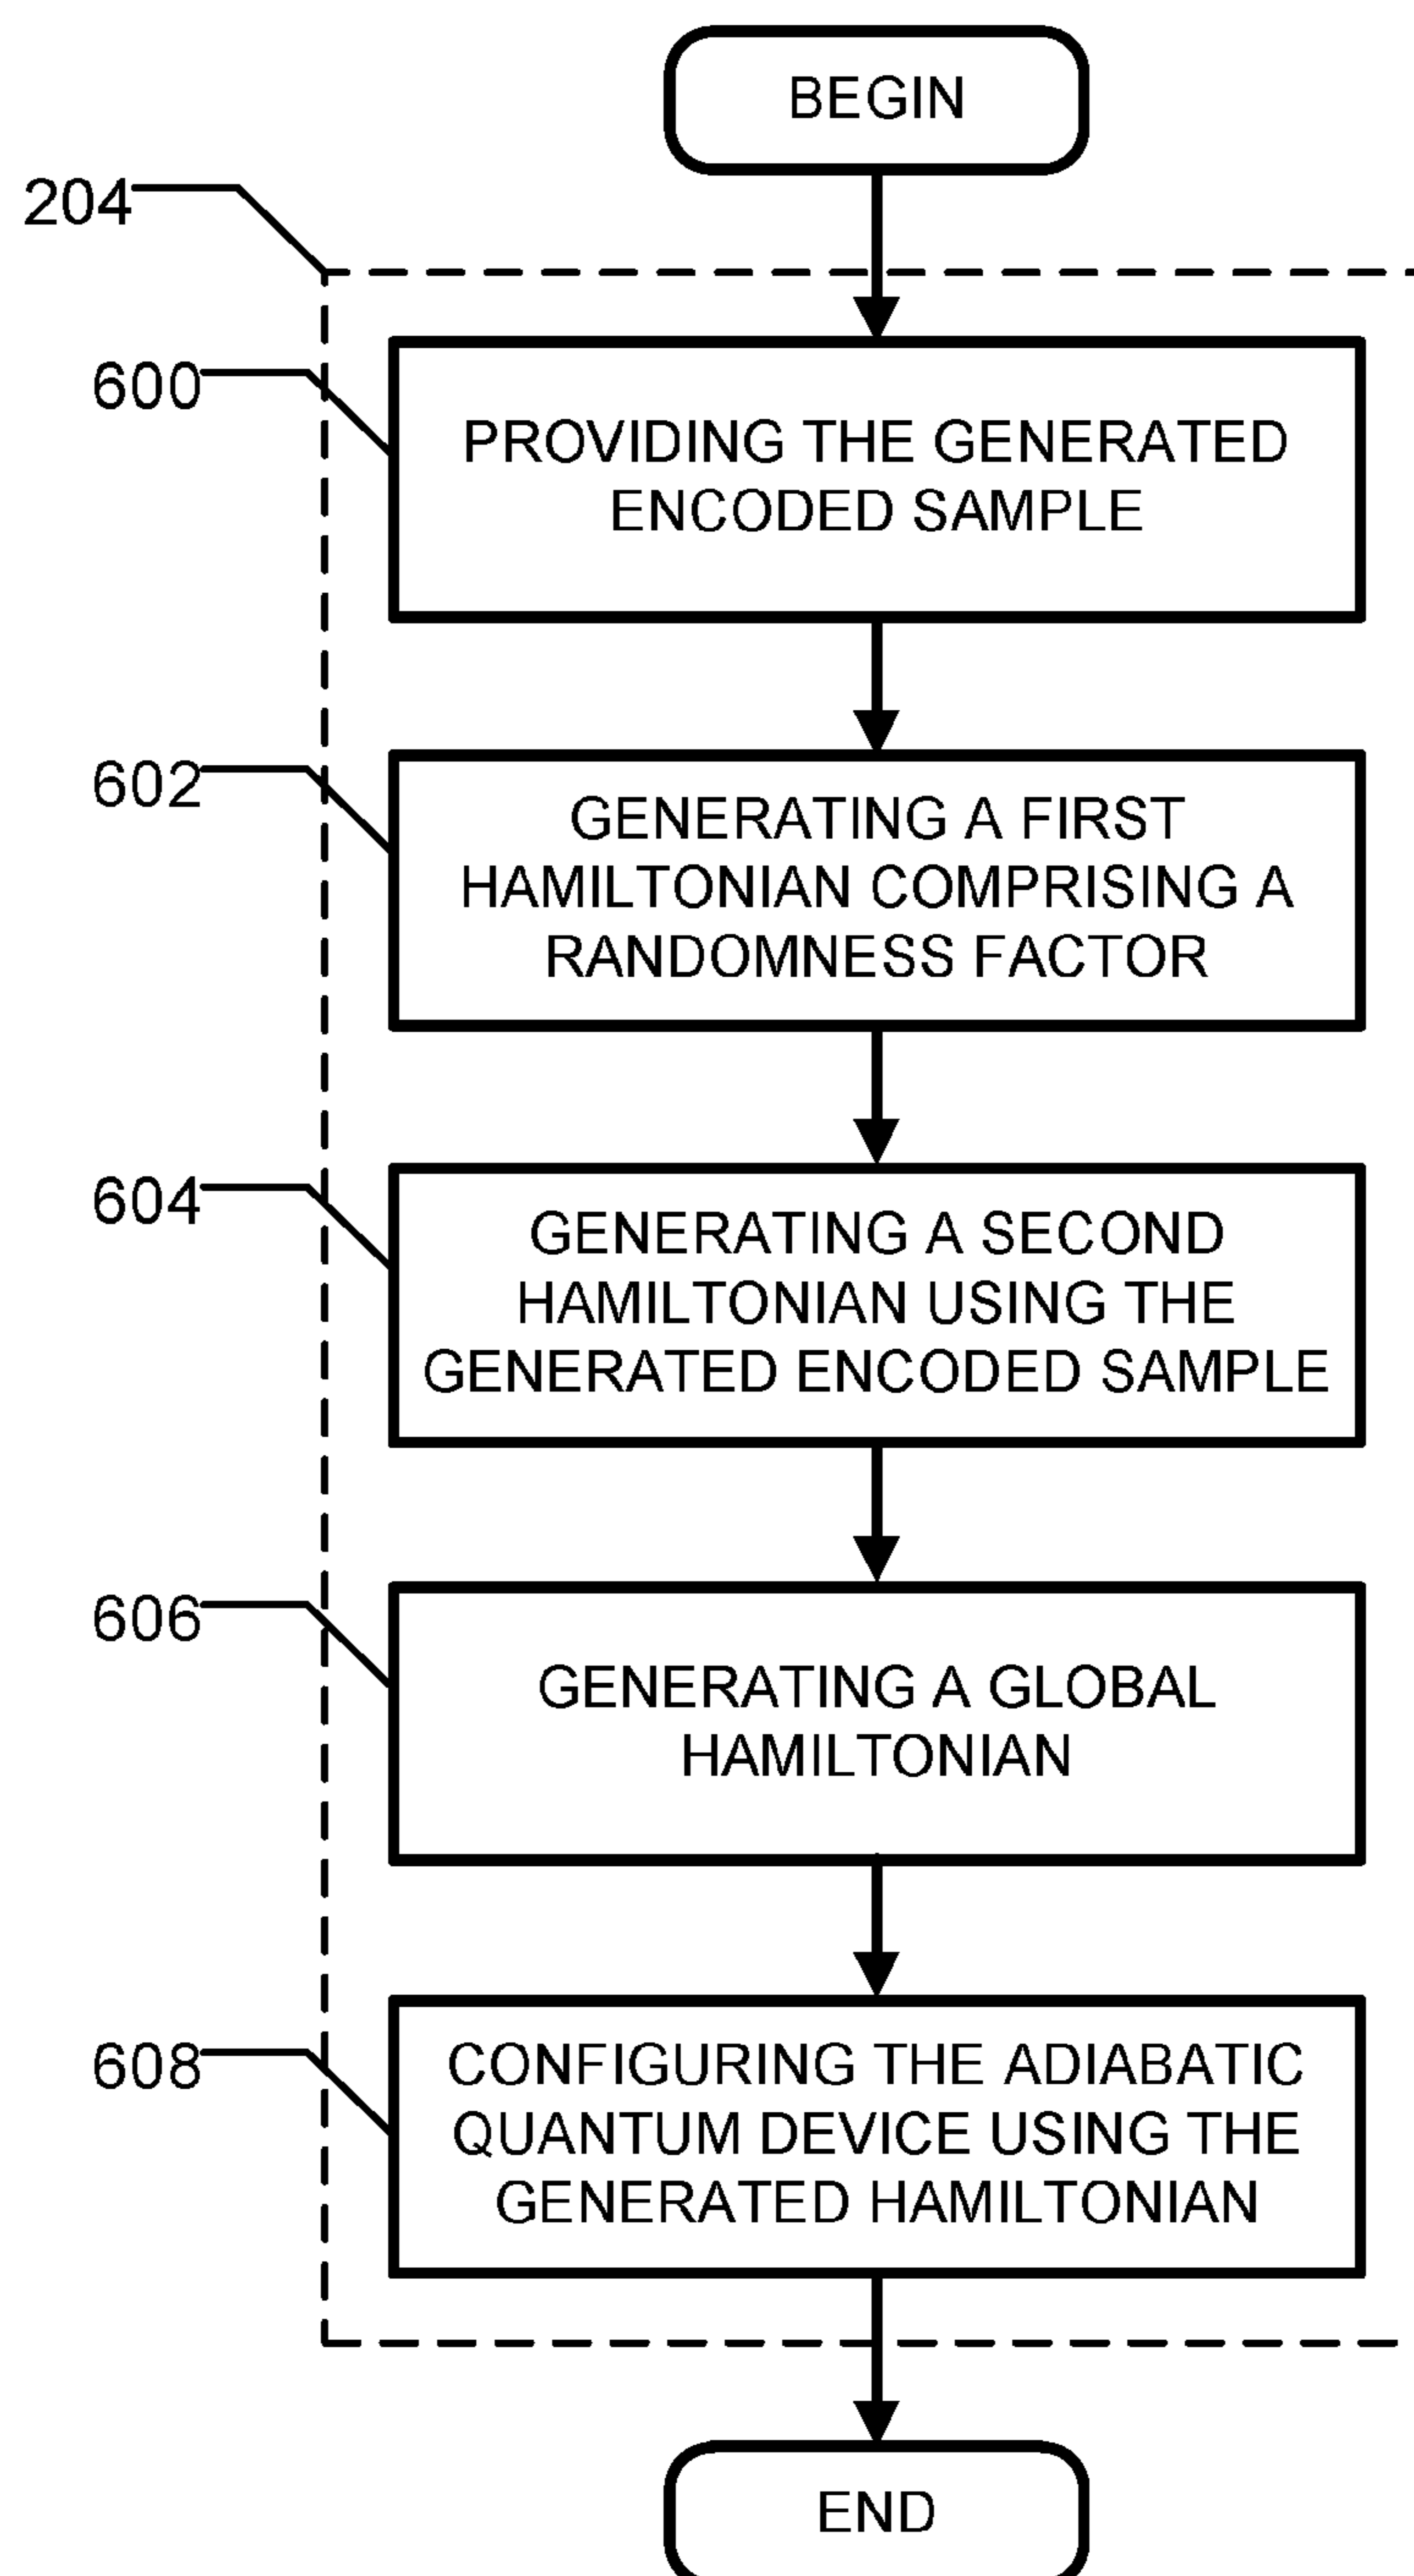 BEGIN
204
600
PROVIDING THE GENERATED
ENCODED SAMPLE
602
GENERATING A FIRST
HAMILTONIAN COMPRISING A
RANDOMNESS FACTOR
604
GENERATING A SECOND
HAMILTONIAN USING THE
GENERATED ENCODED SAMPLE
606
GENERATING A GLOBAL
HAMILTONIAN
608
CONFIGURING THE ADIABATIC
QUANTUM DEVICE USING THE
GENERATED HAMILTONIAN
END